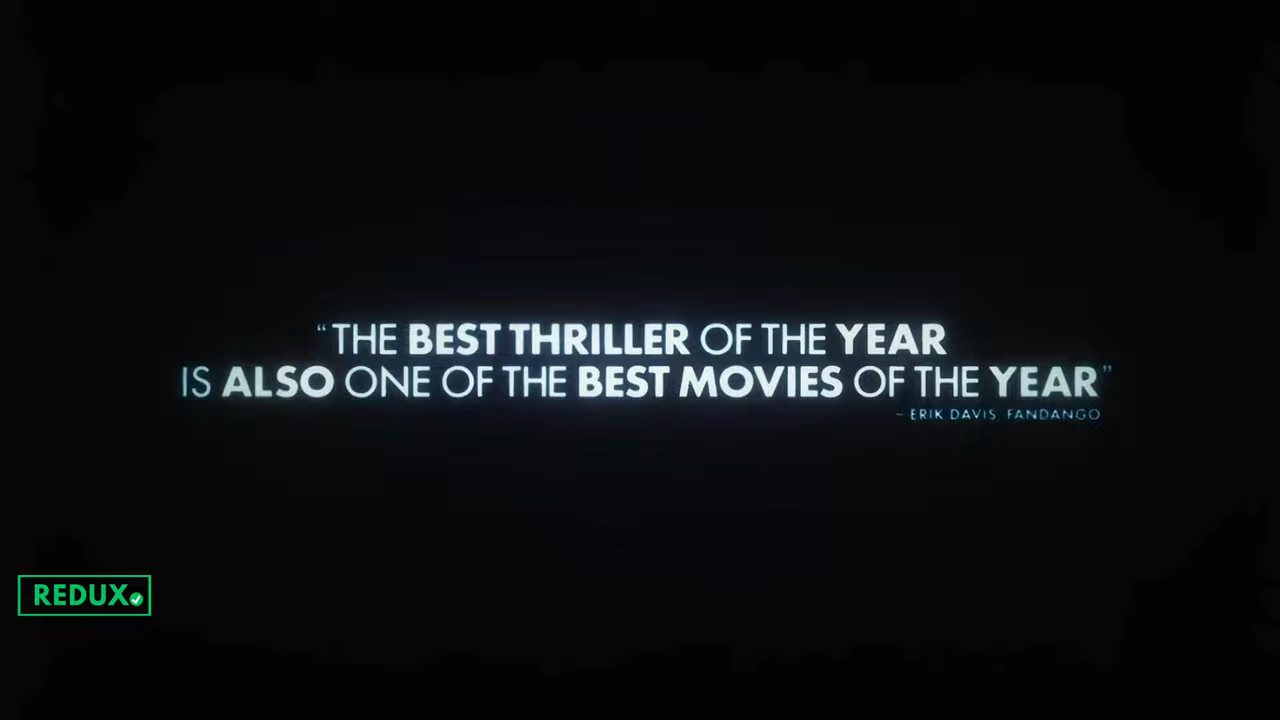 “THE BEST THRILLER OF THE YEAR
IS ALSO ONE OF THE BEST MOVIES OF THE YEAR”
– ERIK DAVIS, FANDANGO
REDUX